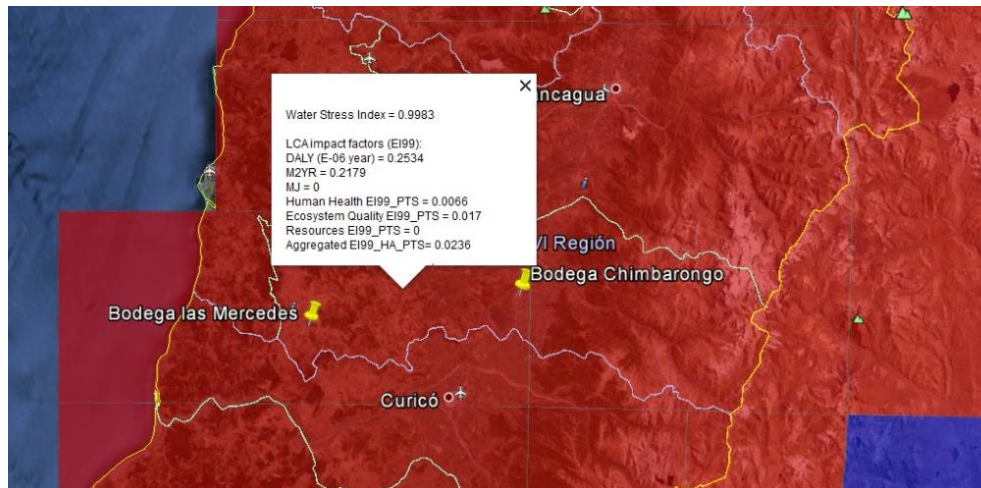 Water Stress Index = 0.9983
LCA impact factors (EI99):
DALY (E-06 year) = 0.2534
M2YR = 0.2179
MJ = 0
Human Health EI99_PTS = 0.0066
Ecosystem Quality EI99_PTS = 0.017
Resources EI99_PTS = 0
Aggregated EI99_HA_PTS= 0.0236
ancagua
VI Región
Bodega Chimbarongo
Bodega las Mercedes
Curicó